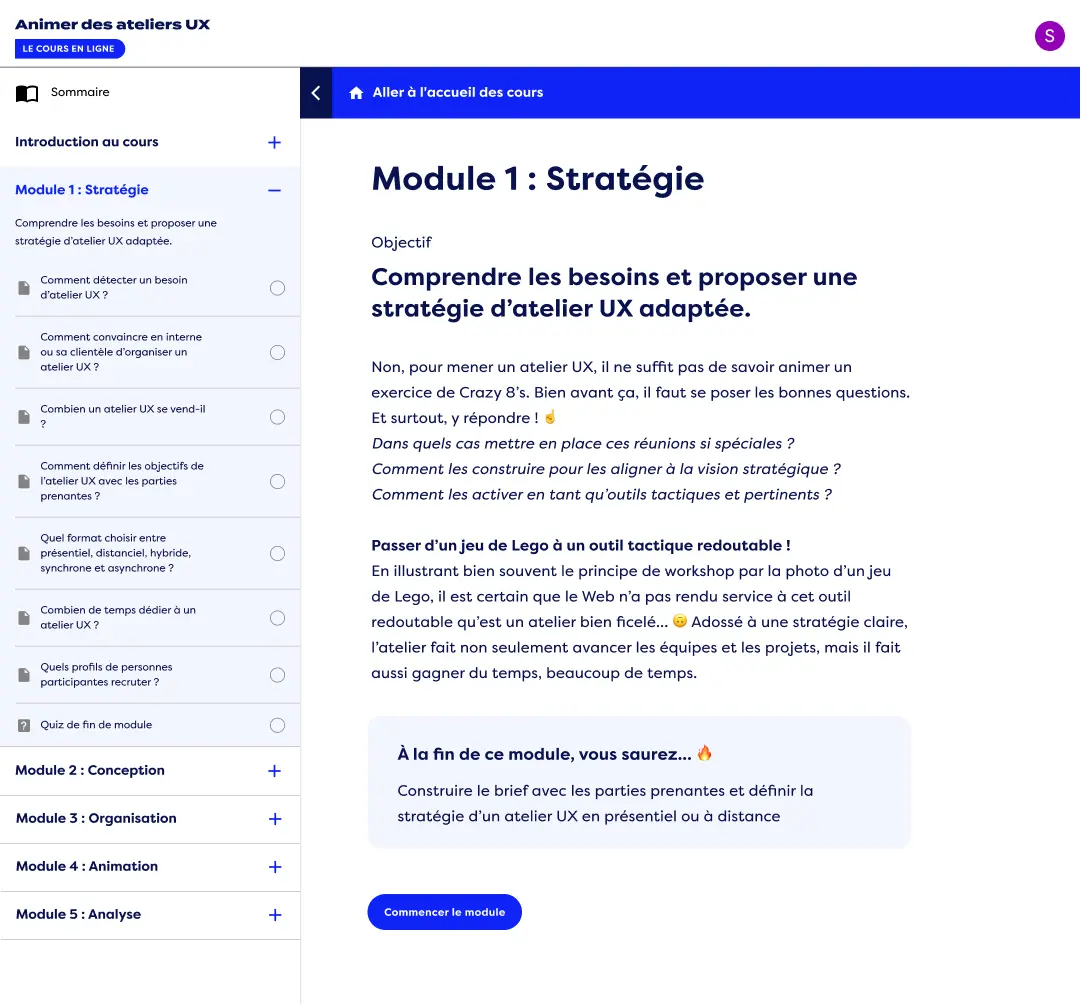 Animer des ateliers UX
LE COURS EN LIGNE
S
Sommaire
Aller à l'accueil des cours
Introduction au cours
Module 1 : Stratégie
Comprendre les besoins et proposer une
stratégie d’atelier UX adaptée.
Comment détecter un besoin
d’atelier UX ?
Comment convaincre en interne
ou sa clientèle d’organiser un
atelier UX ?
Combien un atelier UX se vend-il
?
Comment définir les objectifs de
l’atelier UX avec les parties
prenantes ?
Quel format choisir entre
présentiel, distanciel, hybride,
synchrone et asynchrone ?
Combien de temps dédier à un
atelier UX ?
Quels profils de personnes
participantes recruter ?
Quiz de fin de module
Module 2 : Conception
Module 3 : Organisation
Module 4 : Animation
Module 5 : Analyse
Module 1 : Stratégie
Objectif
Comprendre les besoins et proposer une
stratégie d’atelier UX adaptée.
Non, pour mener un atelier UX, il ne suffit pas de savoir animer un
exercice de Crazy 8’s. Bien avant ça, il faut se poser les bonnes questions.
Et surtout, y répondre ! ☝️
Dans quels cas mettre en place ces réunions si spéciales ?
Comment les construire pour les aligner à la vision stratégique ?
Comment les activer en tant qu’outils tactiques et pertinents ?
Passer d’un jeu de Lego à un outil tactique redoutable !
En illustrant bien souvent le principe de workshop par la photo d’un jeu
de Lego, il est certain que le Web n’a pas rendu service à cet outil
redoutable qu’est un atelier bien ficelé... 🙃 Adossé à une stratégie claire,
l’atelier fait non seulement avancer les équipes et les projets, mais il fait
aussi gagner du temps, beaucoup de temps.
À la fin de ce module, vous saurez... 🔥
Construire le brief avec les parties prenantes et définir la
stratégie d’un atelier UX en présentiel ou à distance
Commencer le module